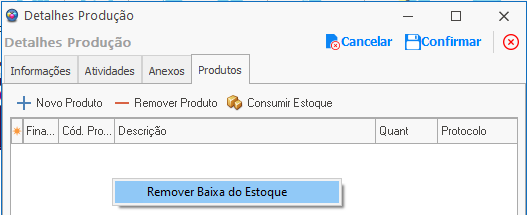 Detalhes Produção
Detalhes Produção
Cancelar
Confirmar
Informações
Atividades
Anexos
Produtos
Novo Produto
Remover Produto
Consumir Estoque
Fina...
Cód. Pro...
Descrição
Quant
Protocolo
Remover Baixa do Estoque